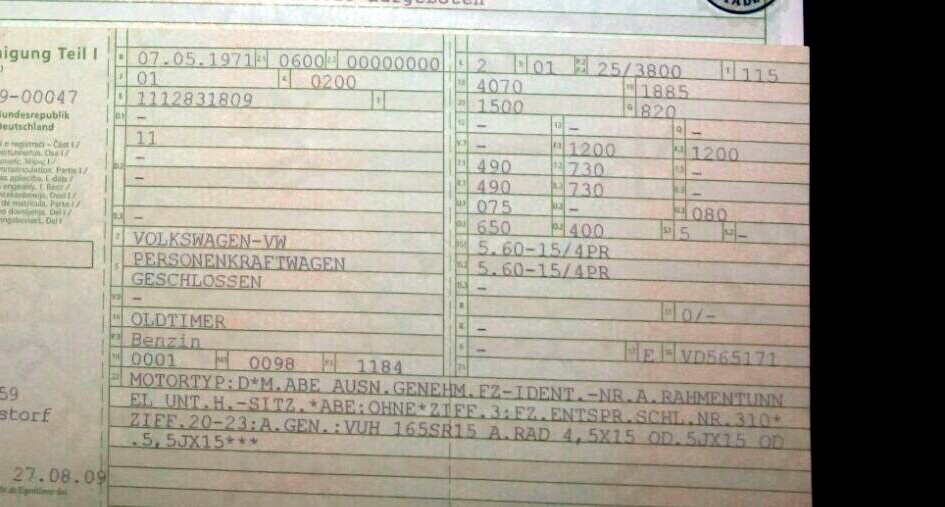 aufgeboten
nigung Teil I
9-00047
Bundesrepublik
Deutschland
59
storf
27.08.09
07.05.1971 0600 00000000
01 0200
1112831809
-
11
-
-
-
VOLKSWAGEN-VW
PERSONENKRAFTWAGEN
GESCHLOSSEN
-
OLDTIMER
Benzin
0001 0098 1184
2 01 25/3800 115
4070 1885
1500 820
- - -
- 1200 1200
490 730 -
490 730 -
075 - 080
650 400 5 -
5.60-15/4PR
5.60-15/4PR
-
0/-
-
- E VD565171
MOTORTYP:D*M.ABE AUSN.GENEHM.FZ-IDENT.-NR.A.RAHMENTUNN
EL UNT.H.-SITZ.*ABE:OHNE*ZIFF.3:FZ.ENTSPR.SCHL.NR.310*
ZIFF.20-23:A.GEN.:VUH 165SR15 A.RAD 4,5X15 OD.5JX15 OD
.5,5JX15***